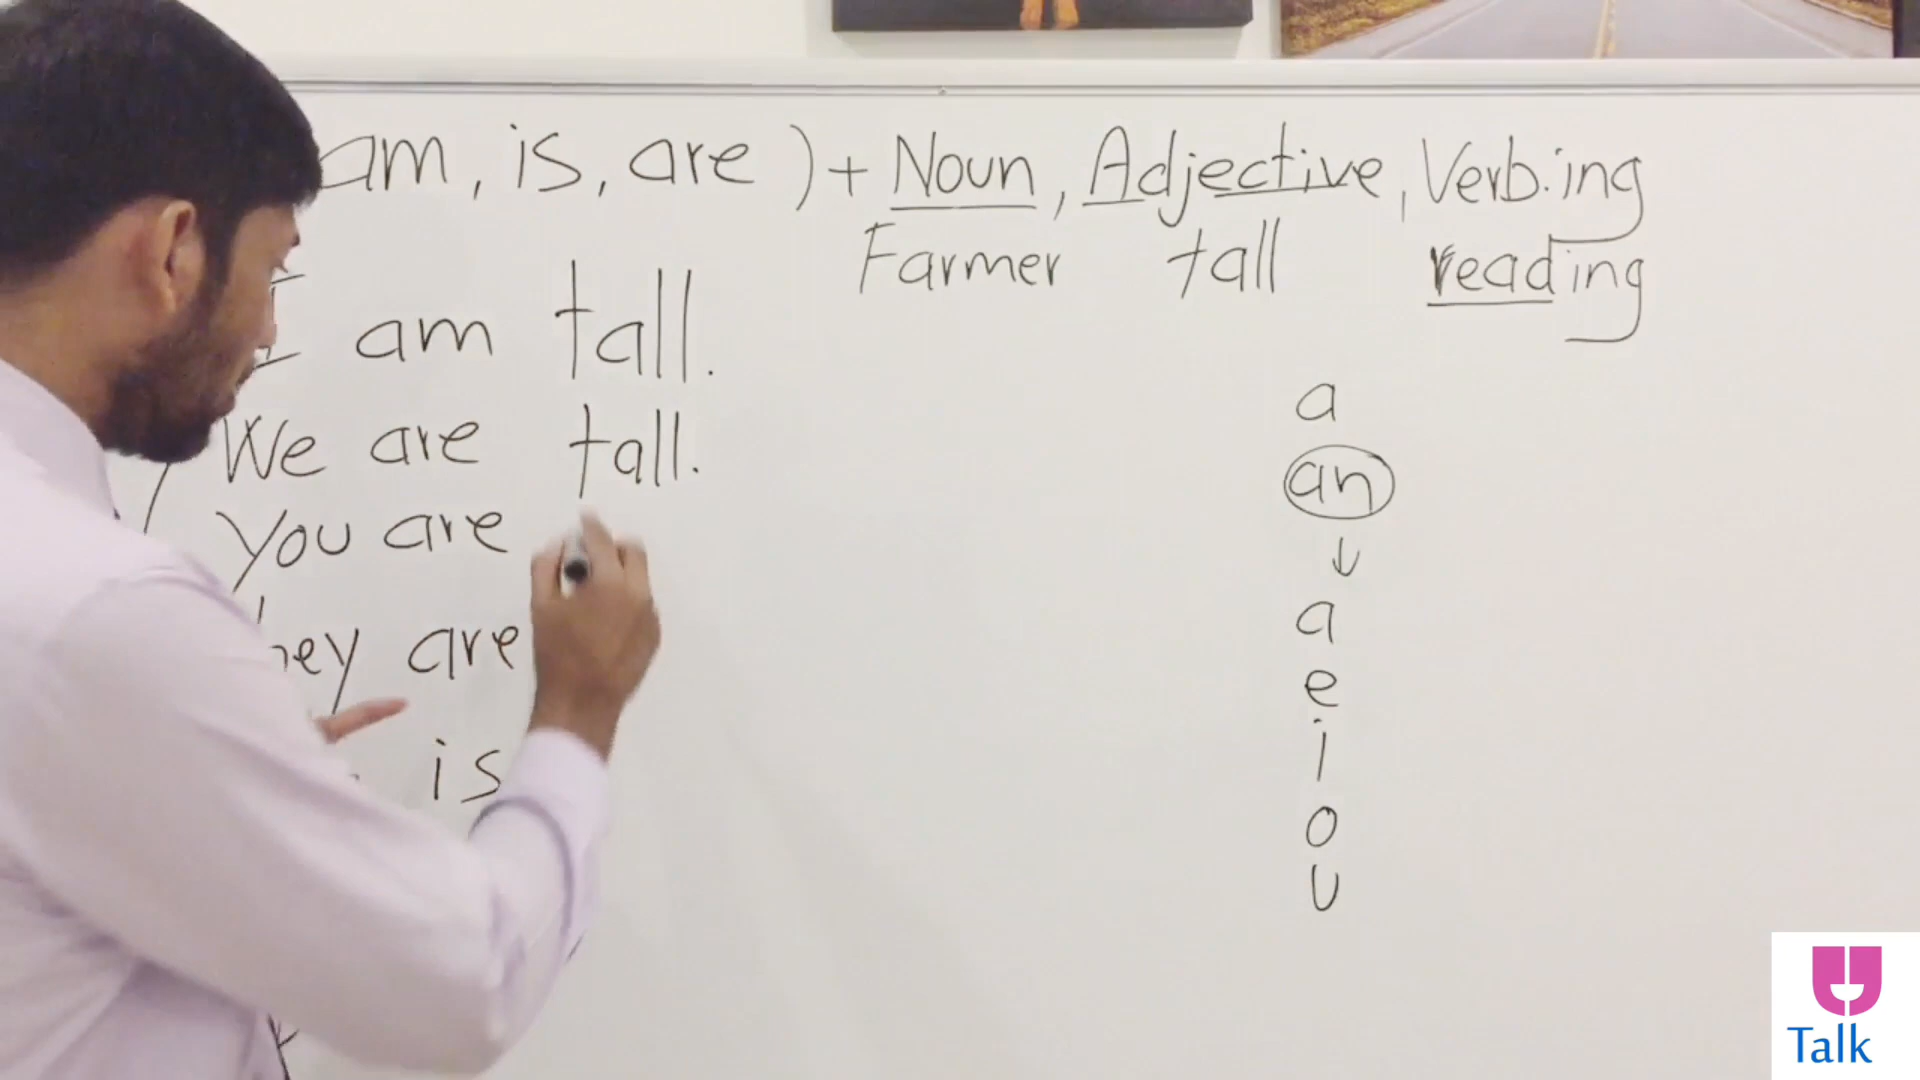 am, is, are ) + Noun, Adjective, Verb.ing
Farmer tall reading
I am tall.
We are tall.
You are
hey are
is
a
an
↓
a
e
i
o
u
Talk